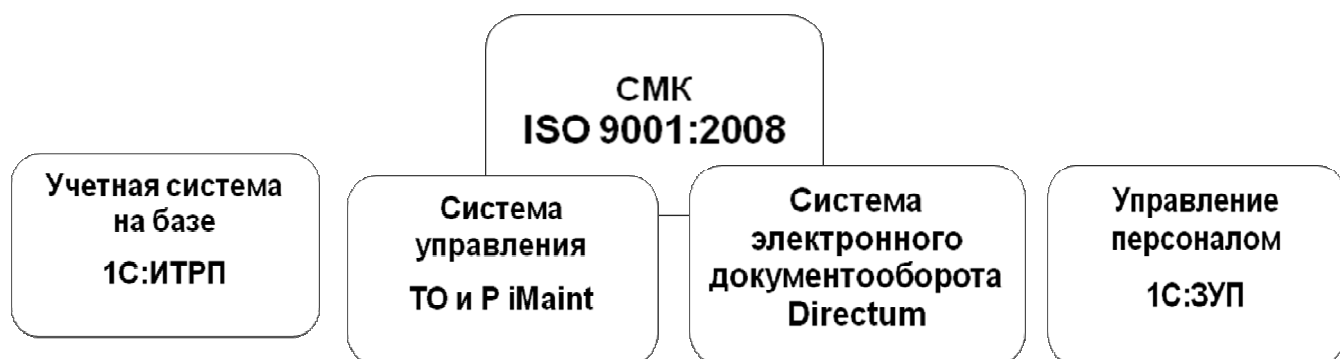 СМК
ISO 9001:2008
Учетная система
на базе
1С:ИТРП
Система
управления
ТО и Р iMaint
Система
электронного
документооборота
Directum
Управление
персоналом
1С:ЗУП